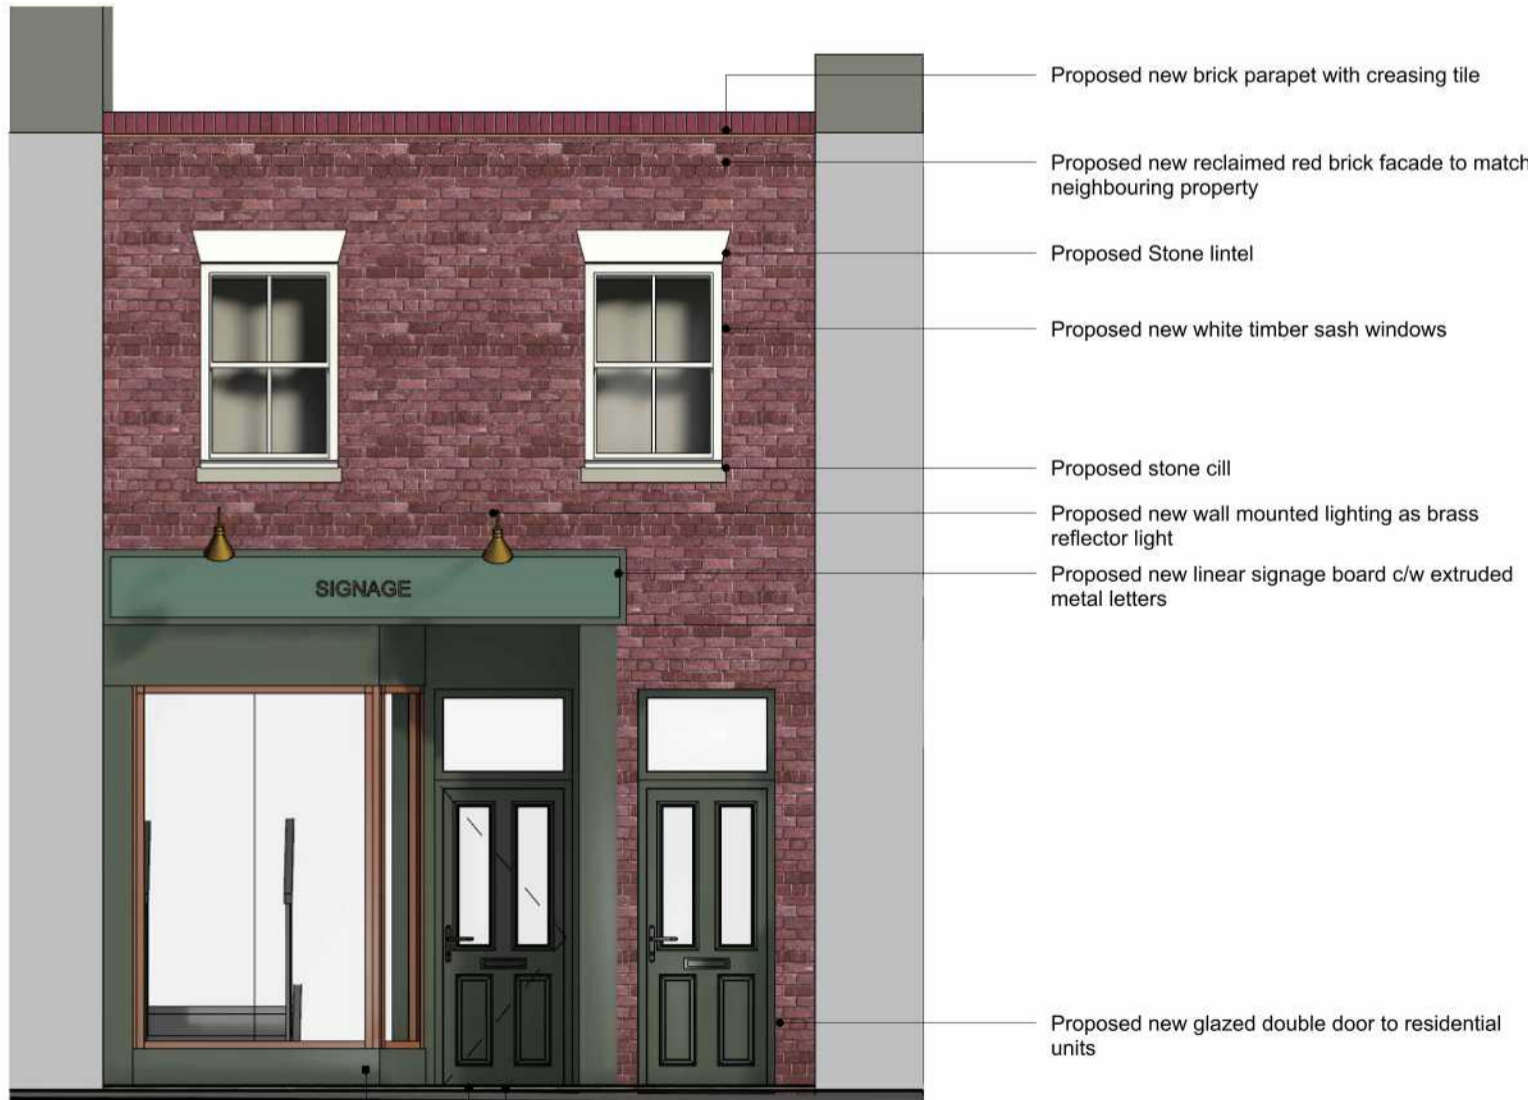 Proposed new brick parapet with creasing tile
Proposed new reclaimed red brick facade to match
neighbouring property
Proposed Stone lintel
Proposed new white timber sash windows
Proposed stone cill
Proposed new wall mounted lighting as brass
reflector light
SIGNAGE
Proposed new linear signage board c/w extruded
metal letters
Proposed new glazed double door to residential
units